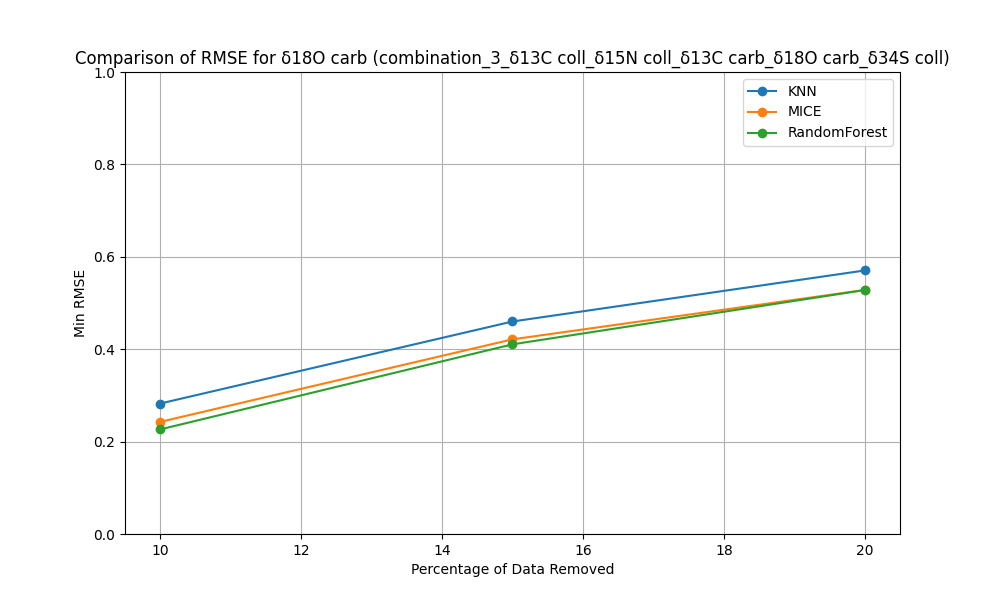 Comparison of RMSE for δ18O carb (combination_3_δ13C coll_δ15N coll_δ13C carb_δ18O carb_δ34S coll)
1.0
0.8
0.6
0.4
0.2
0.0
Min RMSE
KNN
MICE
RandomForest
10
12
14
16
18
20
Percentage of Data Removed